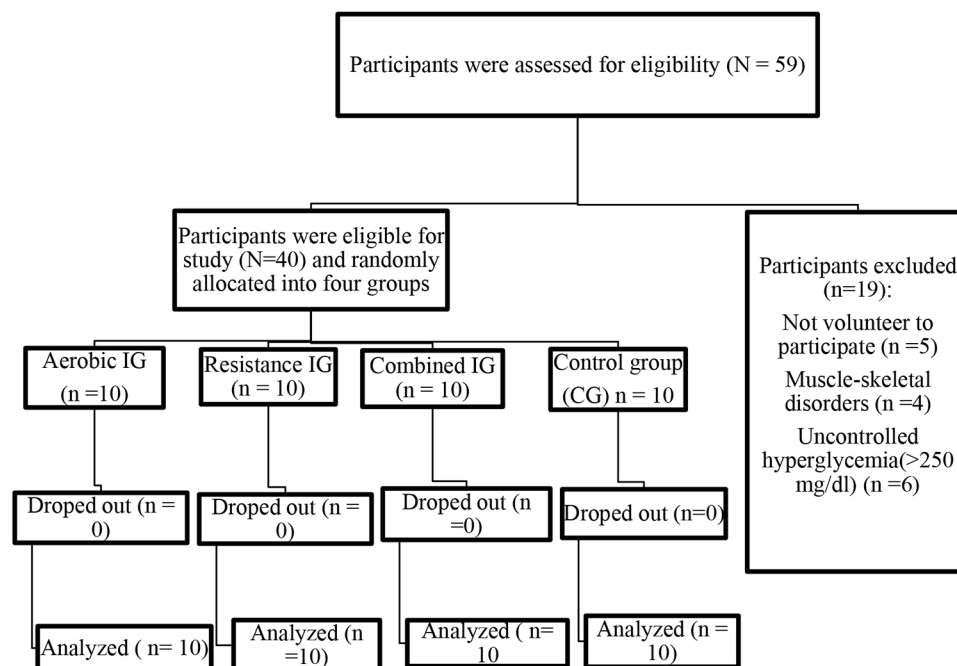 Participants were assessed for eligibility (N = 59)
Participants were eligible for
study (N=40) and randomly
allocated into four groups
Participants excluded
(n=19):
Not volunteer to
participate (n =5)
Muscle-skeletal
disorders (n =4)
Uncontrolled
hyperglycemia(>250
mg/dl) (n =6)
Aerobic IG
(n =10)
Resistance IG
(n = 10)
Combined IG
(n = 10)
Control group
(CG) n = 10
Droped out (n =
0)
Droped out (n =
0)
Droped out (n
=0)
Droped out (n=0)
Analyzed ( n= 10)
Analyzed (n
=10)
Analyzed ( n=
10
Analyzed (n =
10)